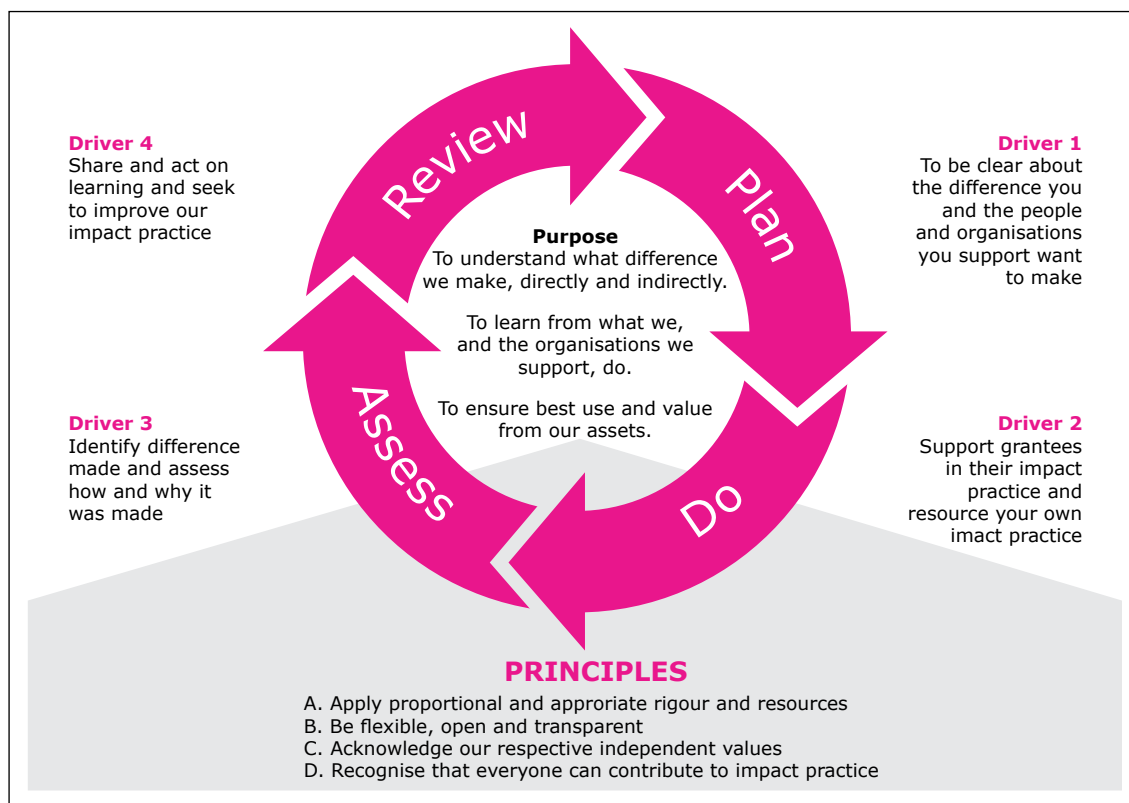 Review
Plan
Do
Assess
Driver 4
Share and act on
learning and seek
to improve our
impact practice
Driver 1
To be clear about
the difference you
and the people
and organisations
you support want
to make
Purpose
To understand what difference
we make, directly and indirectly.
To learn from what we,
and the organisations we
support, do.
To ensure best use and value
from our assets.
Driver 3
Identify difference
made and assess
how and why it
was made
Driver 2
Support grantees
in their impact
practice and
resource your own
imact practice
PRINCIPLES
A. Apply proportional and approriate rigour and resources
B. Be flexible, open and transparent
C. Acknowledge our respective independent values
D. Recognise that everyone can contribute to impact practice